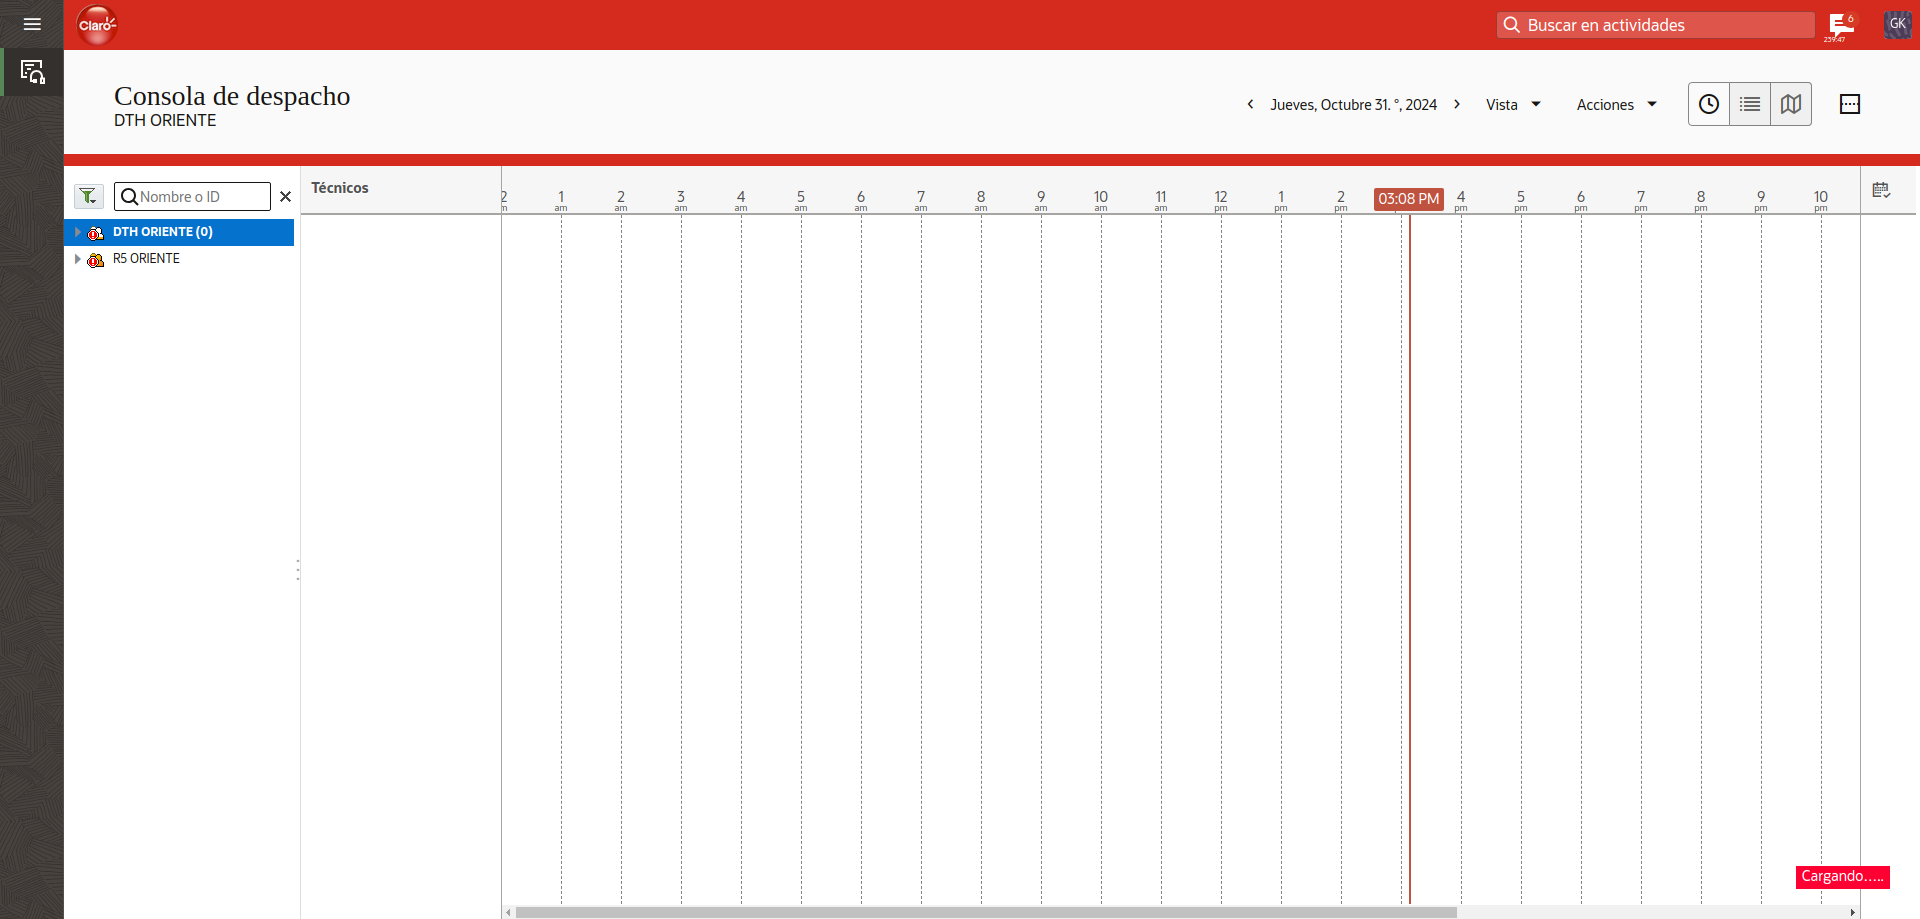 Claro
Buscar en actividades
6
259:47
GK
Consola de despacho
DTH ORIENTE
Jueves, Octubre 31. °, 2024
Vista
Acciones
Nombre o ID
Técnicos
2 1 2 3 4 5 6 7 8 9 10 11 12 1 2 03:08 PM 4 5 6 7 8 9 10
am am am am am am am am am am am pm pm pm pm pm pm pm pm pm pm
DTH ORIENTE (0)
R5 ORIENTE
Cargando.....